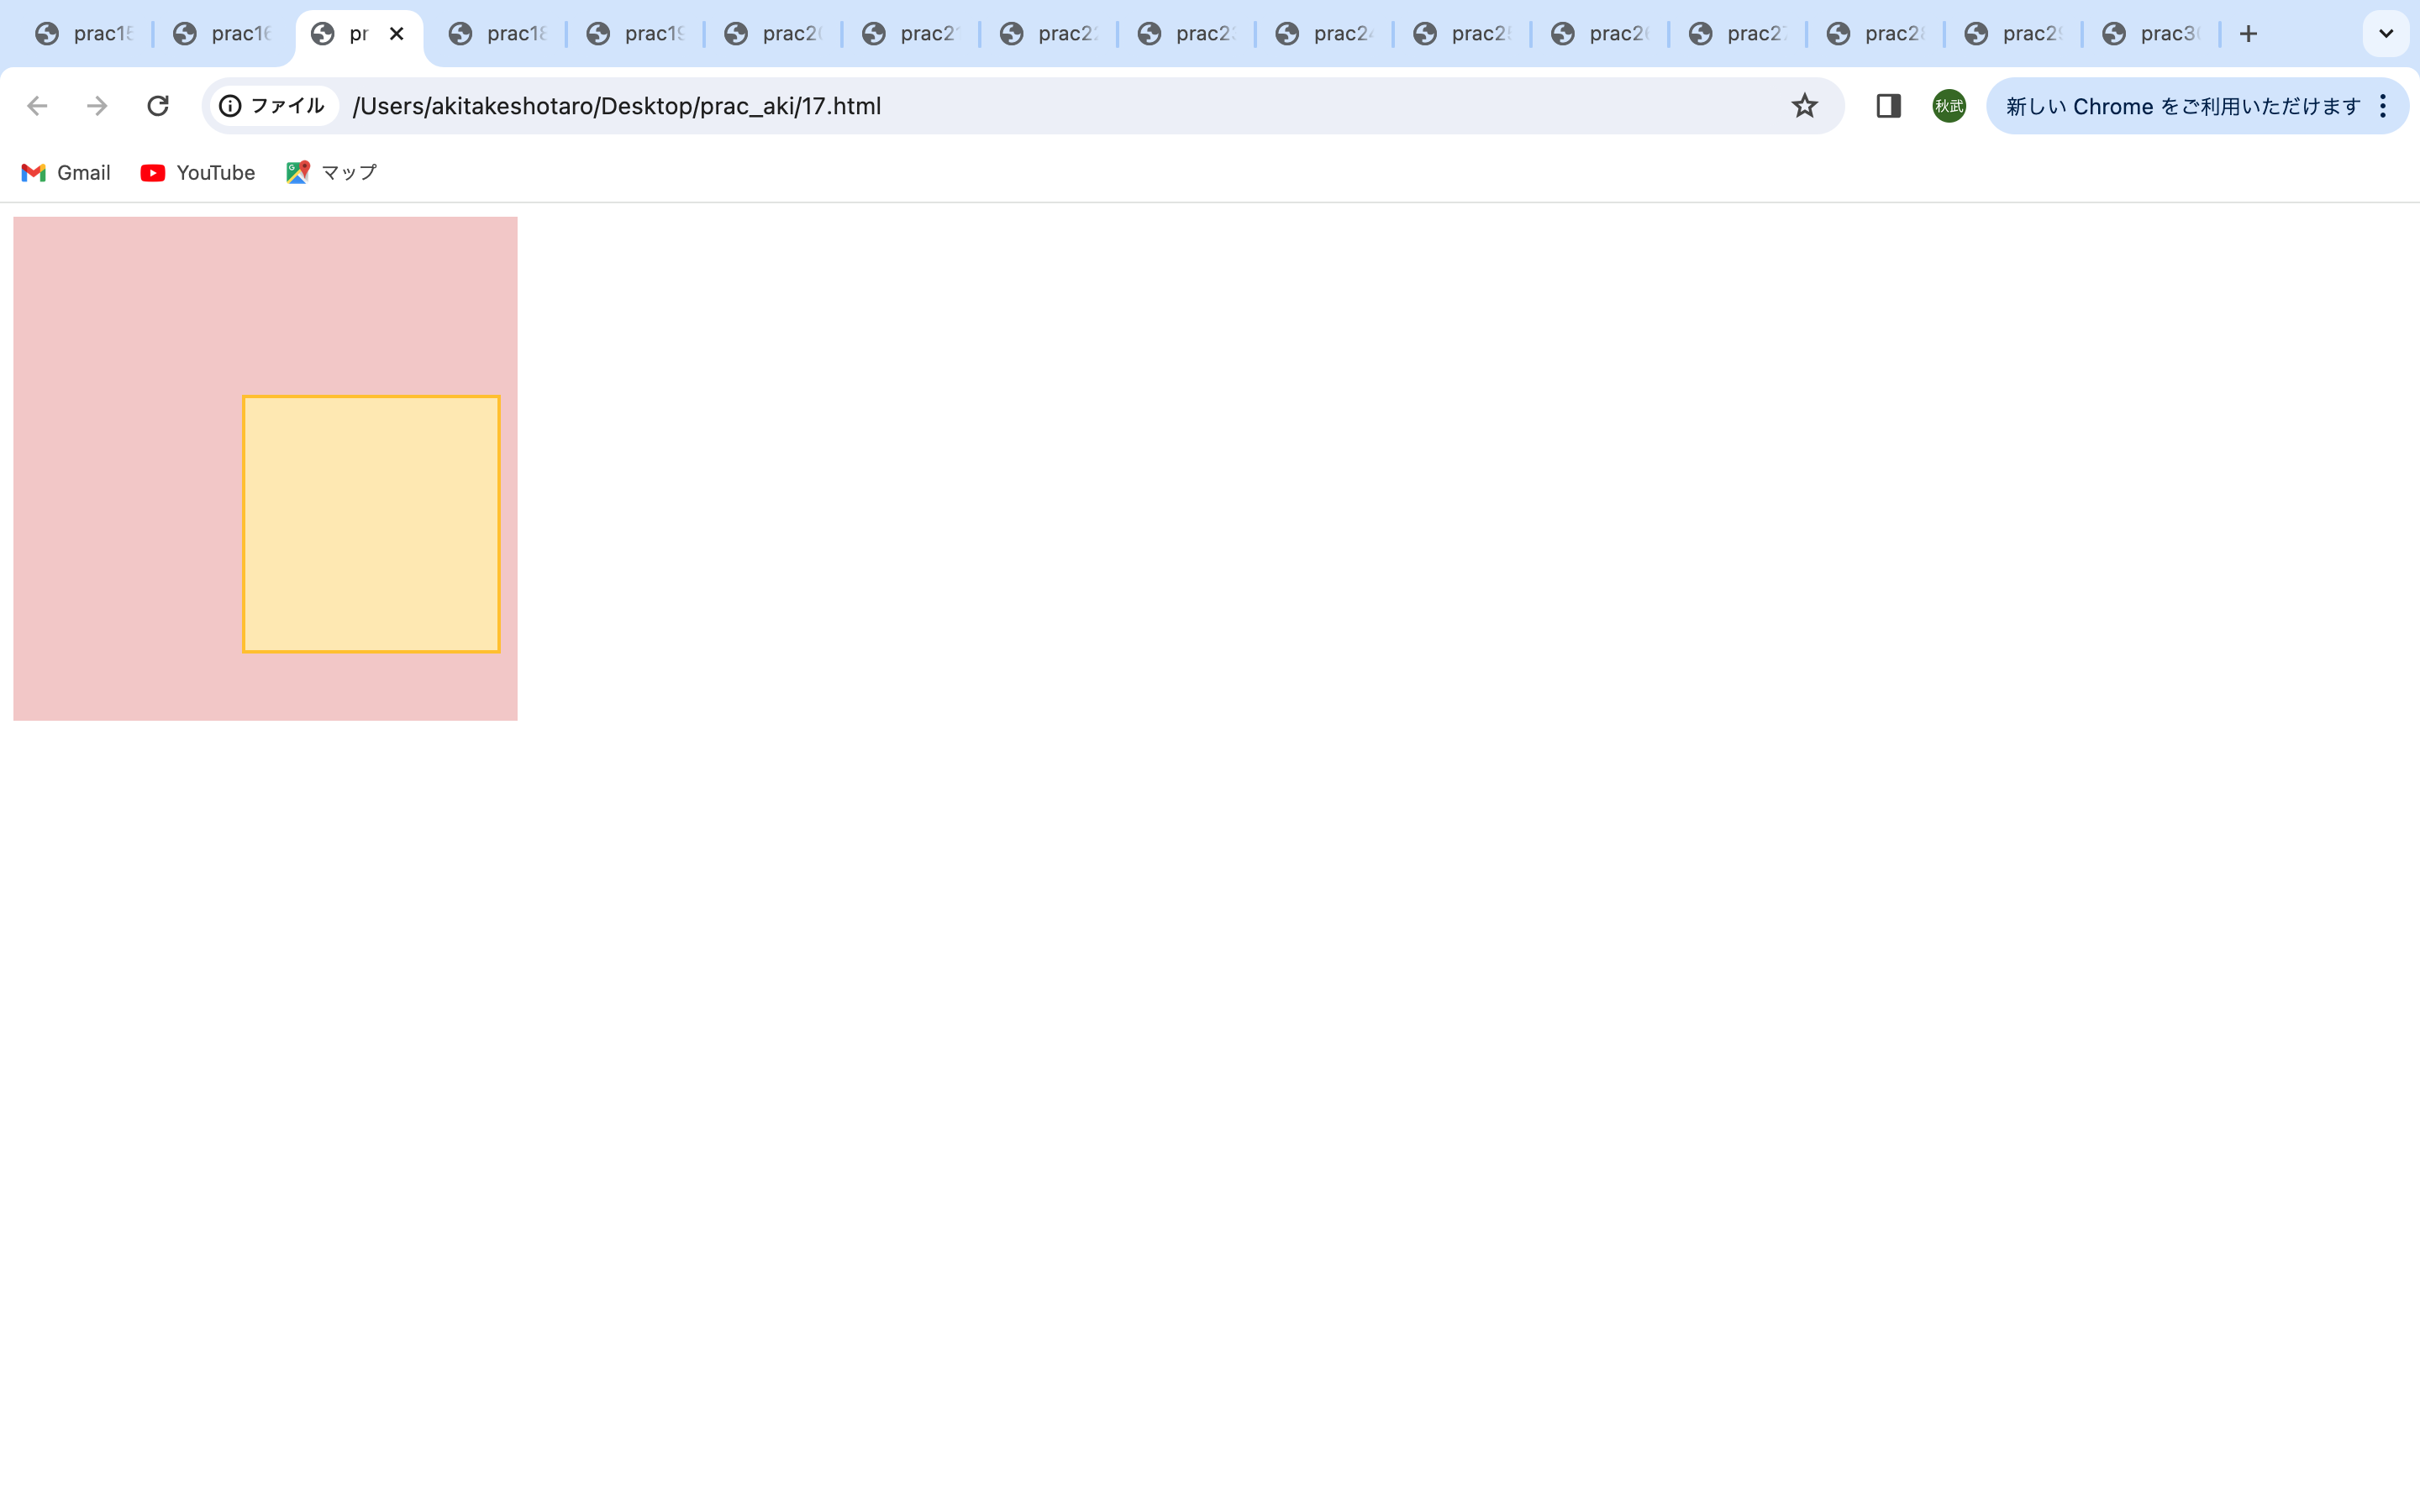 prac15 prac16 pr prac18 prac19 prac20 prac21 prac22 prac23 prac24 prac25 prac26 prac27 prac28 prac29 prac30
ファイル /Users/akitakeshotaro/Desktop/prac_aki/17.html 秋武 新しい Chrome をご利用いただけます
Gmail YouTube マップ